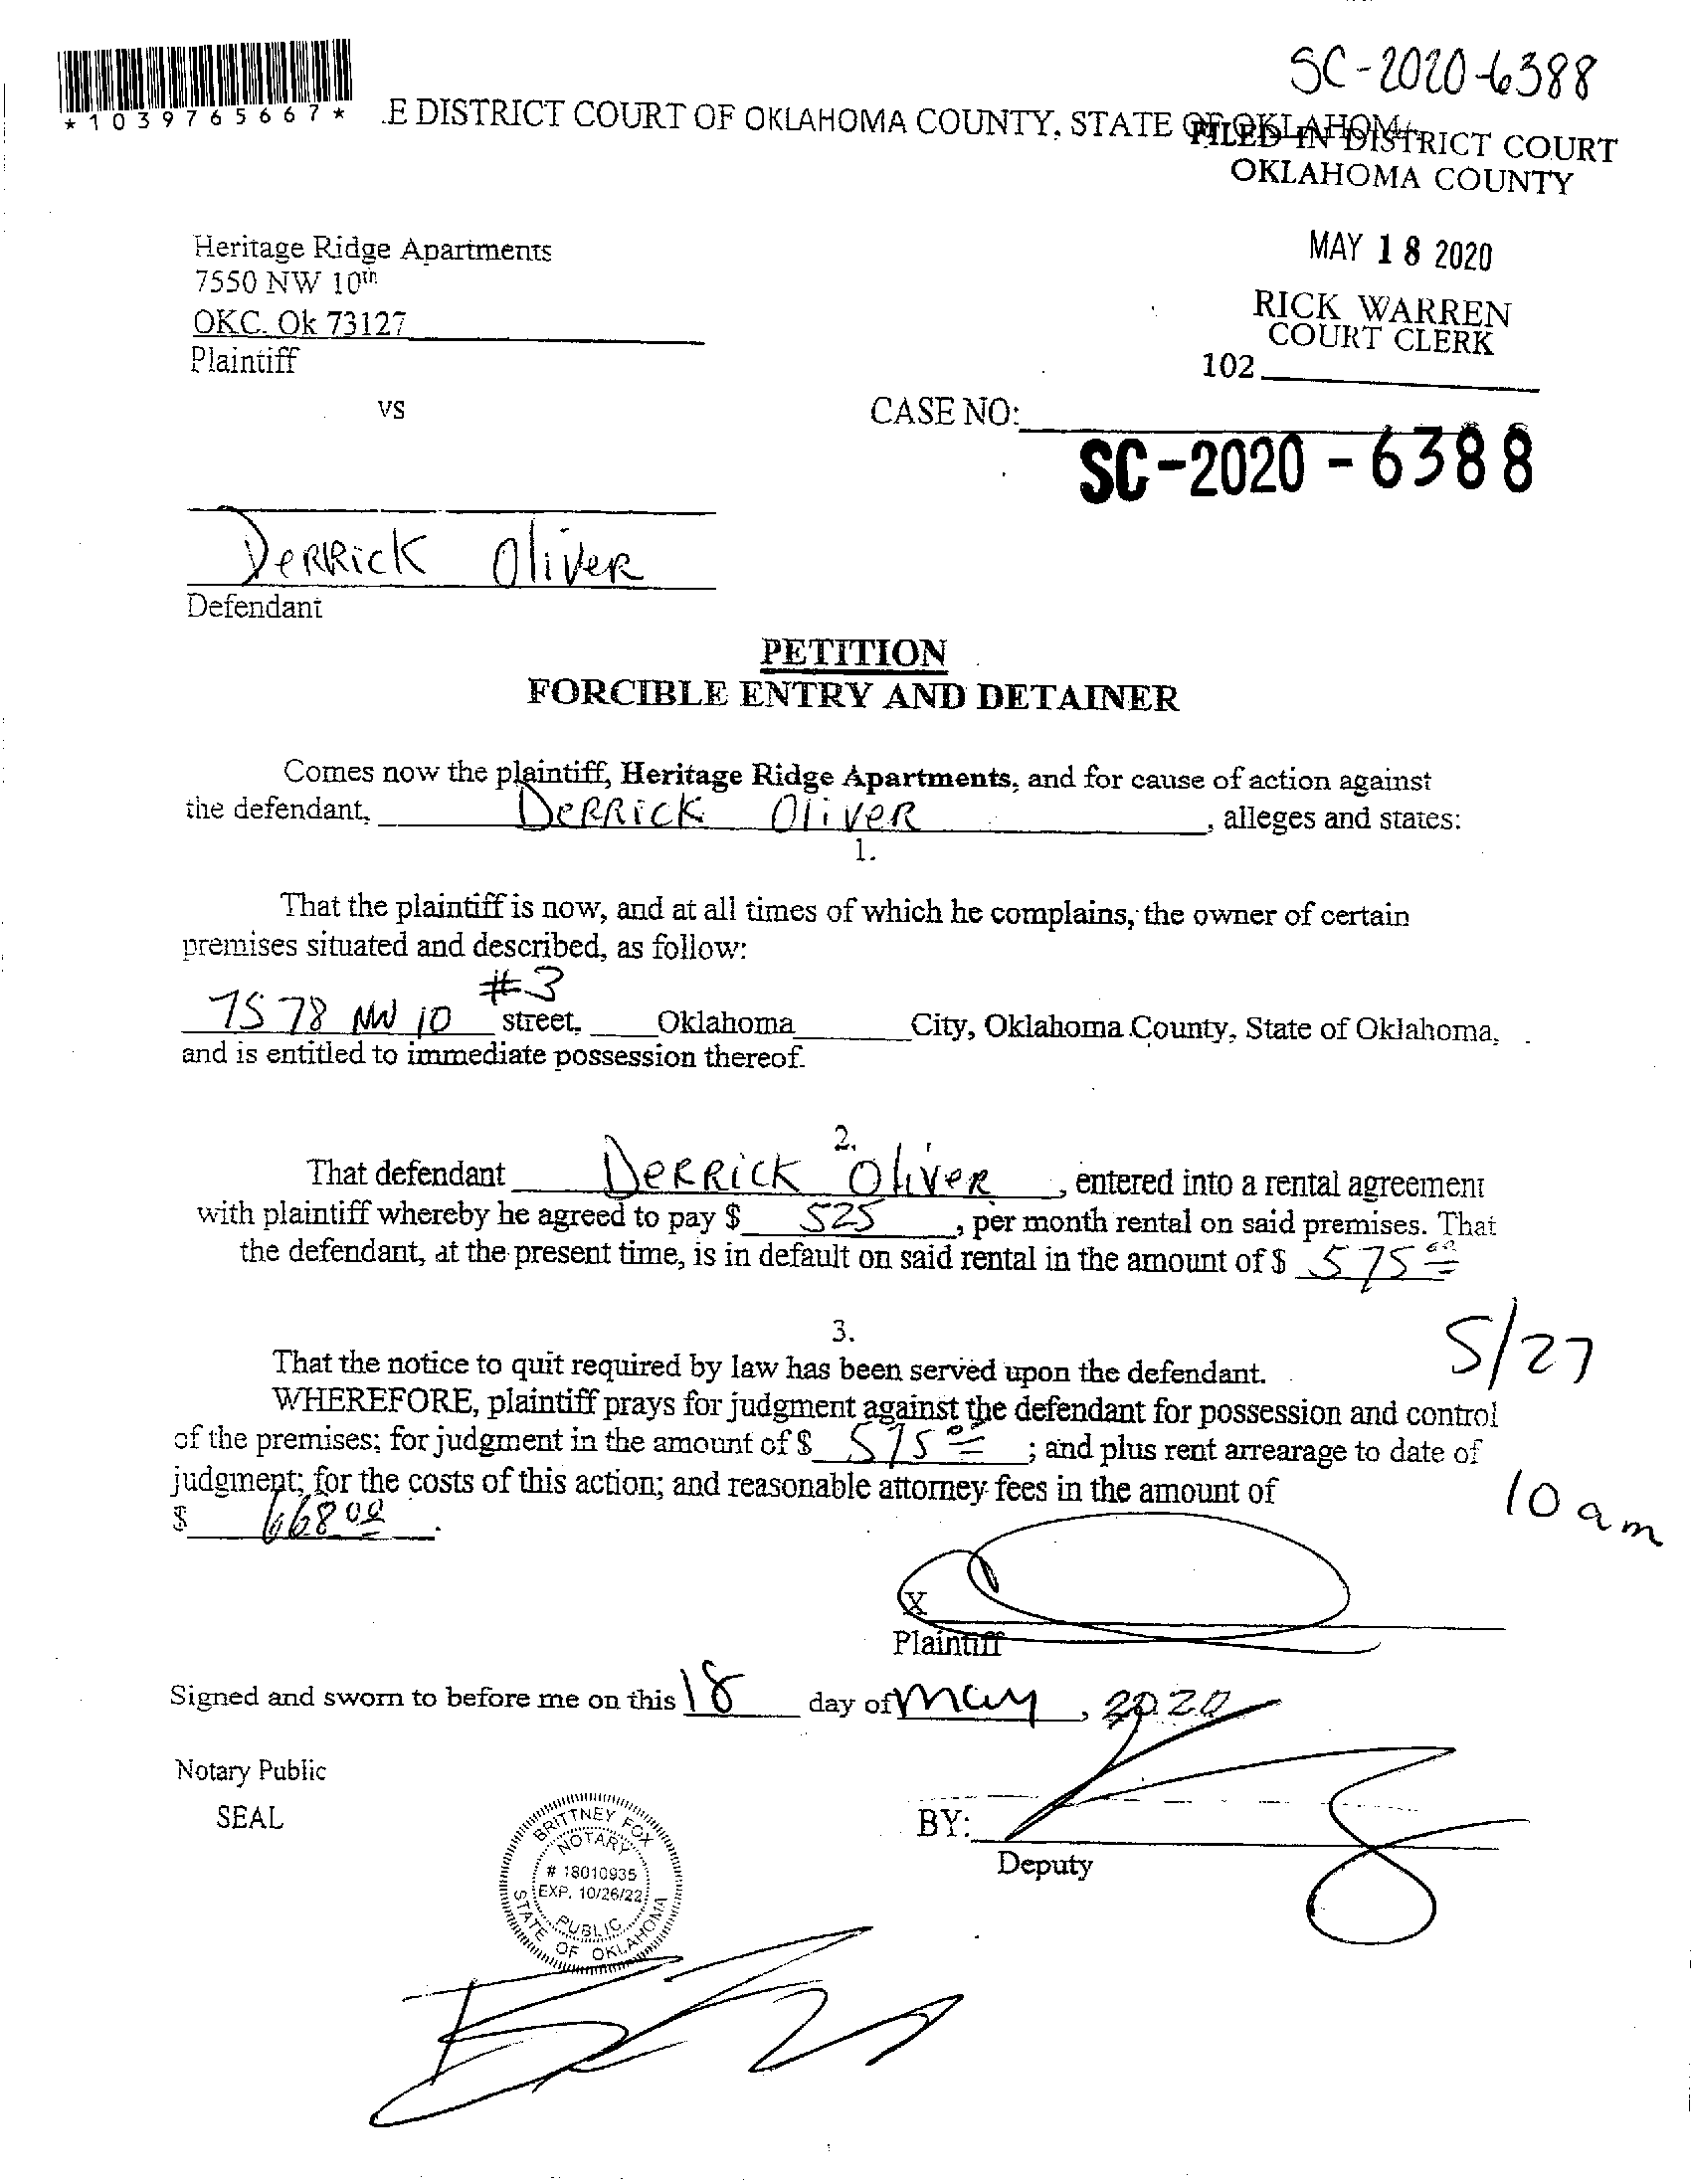 SC-2020-6388
*1039765667*
.E DISTRICT COURT OF OKLAHOMA COUNTY, STATE OF OKLAHOMA
FILED IN DISTRICT COURT
OKLAHOMA COUNTY
Heritage Ridge Apartments
7550 NW 10th
OKC. Ok 73127
Plaintiff
MAY 18 2020
RICK WARREN
COURT CLERK
102
vs
CASE NO:
SC-2020-6388
DERRick OliVeR
Defendant
PETITION
FORCIBLE ENTRY AND DETAINER
Comes now the plaintiff, Heritage Ridge Apartments, and for cause of action against
the defendant, DeRRick OliVeR, alleges and states:
1.
That the plaintiff is now, and at all times of which he complains, the owner of certain
premises situated and described, as follow:
#3
7578 NW 10 street, Oklahoma City, Oklahoma County, State of Oklahoma,
and is entitled to immediate possession thereof.
2.
That defendant DeRRick OliVeR, entered into a rental agreement
with plaintiff whereby he agreed to pay $ 525, per month rental on said premises. That
the defendant, at the present time, is in default on said rental in the amount of $ 575 00
3.
That the notice to quit required by law has been served upon the defendant.
5/27
WHEREFORE, plaintiff prays for judgment against the defendant for possession and control
of the premises; for judgment in the amount of $ 575 00; and plus rent arrearage to date of
judgment; for the costs of this action; and reasonable attorney fees in the amount of
10 am
$ 668 00.
X
Plaintiff
Signed and sworn to before me on this 18 day of May, 2020
Notary Public
SEAL
BRITTNEY FOX
NOTARY
# 18010935
EXP. 10/26/22
PUBLIC
STATE OF OKLAHOMA
BY:
Deputy